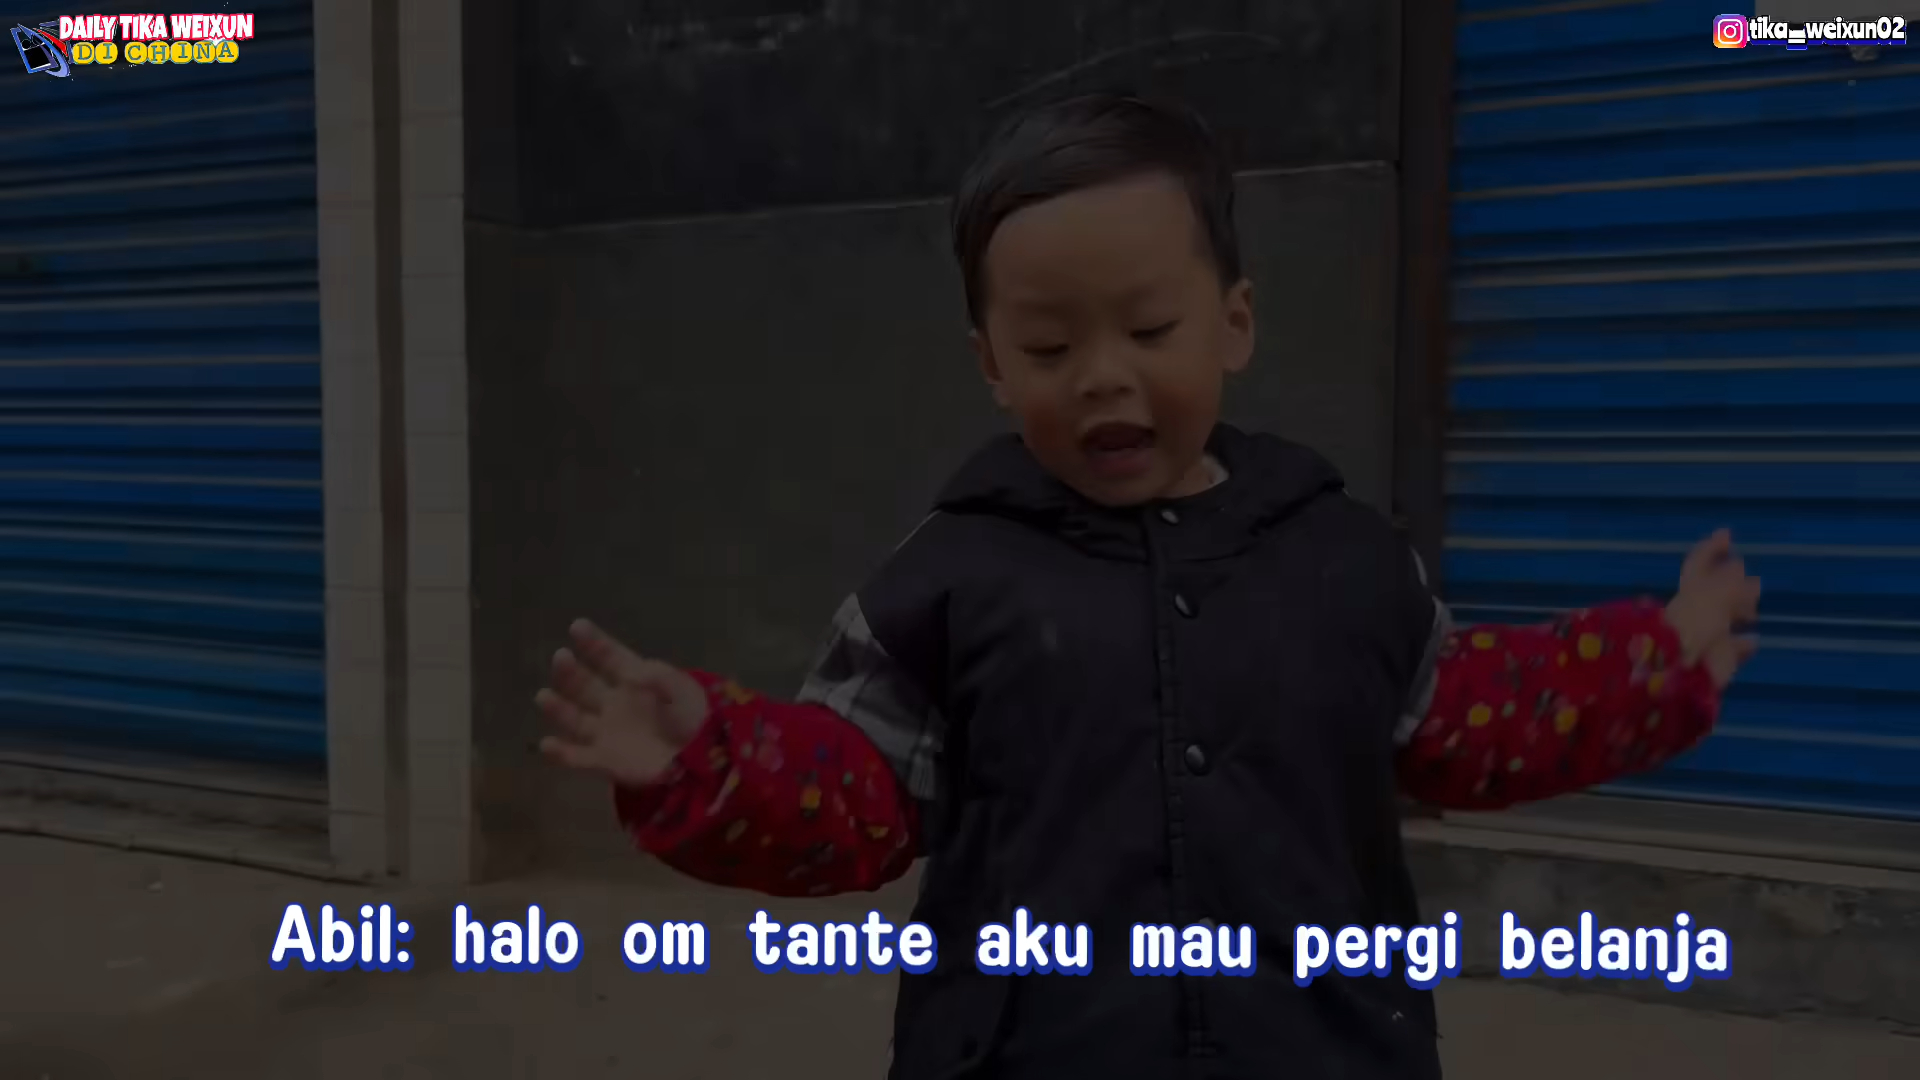 DAILY TIKA WEIXUN
DI CHINA
tika_weixun02
Abil: halo om tante aku mau pergi belanja